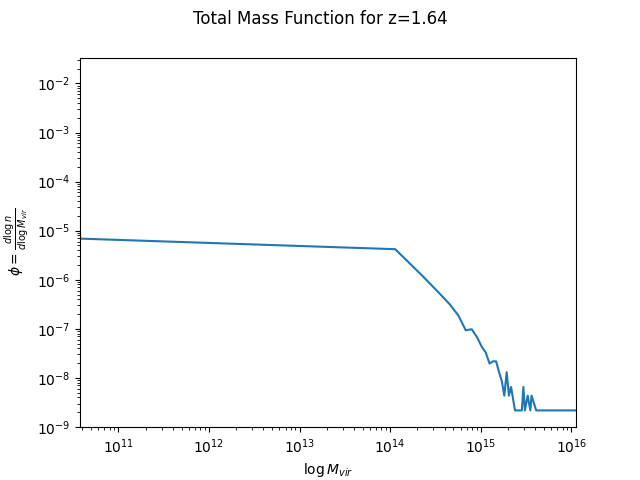 Total Mass Function for z=1.64
10⁻²
10⁻³
10⁻⁴
10⁻⁵
10⁻⁶
10⁻⁷
10⁻⁸
10⁻⁹
ϕ = d log n / d log M_vir
10¹¹ 10¹² 10¹³ 10¹⁴ 10¹⁵ 10¹⁶
log M_vir